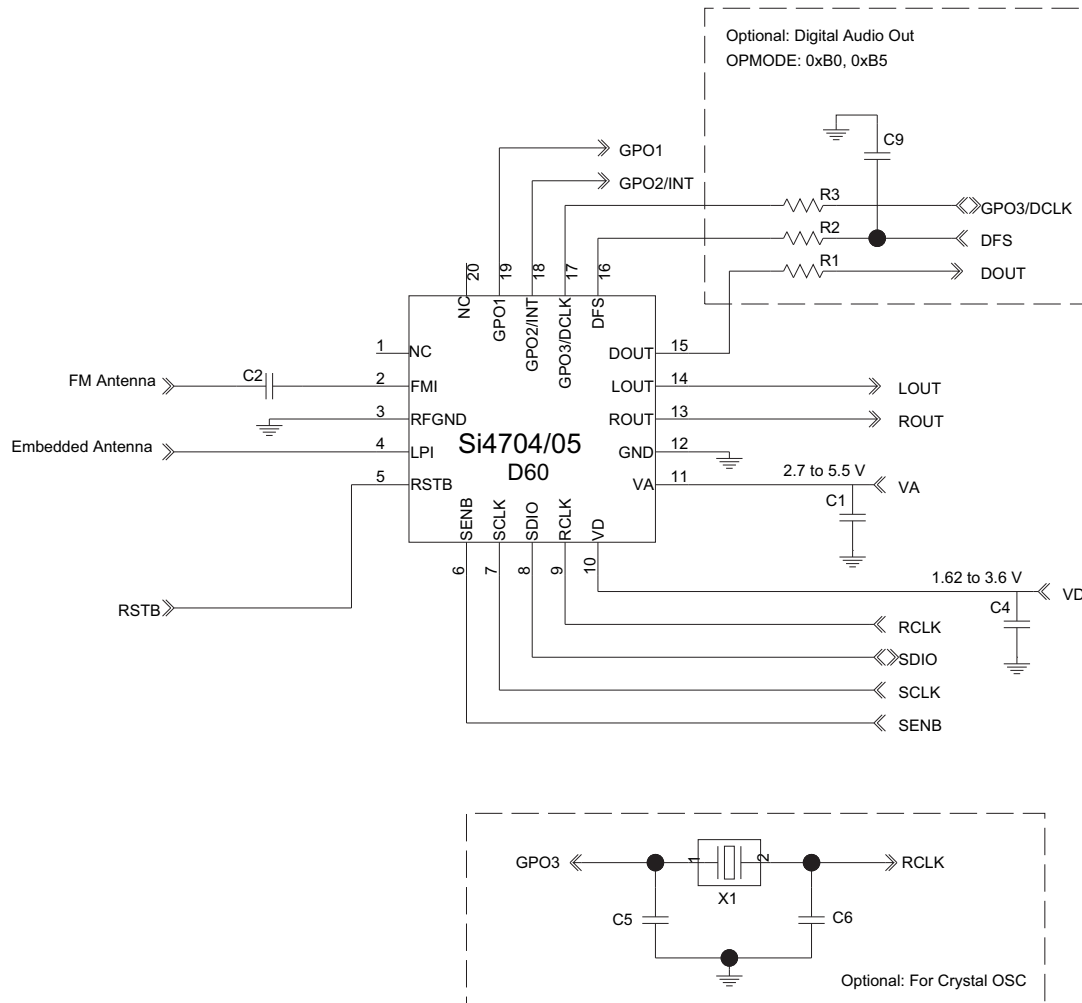 Optional: Digital Audio Out
OPMODE: 0xB0, 0xB5
C9
GPO1
GPO2/INT
R3
GPO3/DCLK
R2
DFS
R1
DOUT
20
19
18
17
16
NC
GPO1
GPO2/INT
GPO3/DCLK
DFS
1
NC
DOUT
15
FM Antenna
C2
2
FMI
LOUT
14
LOUT
3
RFGND
ROUT
13
ROUT
Embedded Antenna
4
LPI
Si4704/05
D60
GND
12
5
RSTB
VA
11
2.7 to 5.5 V
VA
C1
SENB
SCLK
SDIO
RCLK
VD
6
7
8
9
10
1.62 to 3.6 V
VD
C4
RSTB
RCLK
SDIO
SCLK
SENB
GPO3
1
2
RCLK
X1
C5
C6
Optional: For Crystal OSC